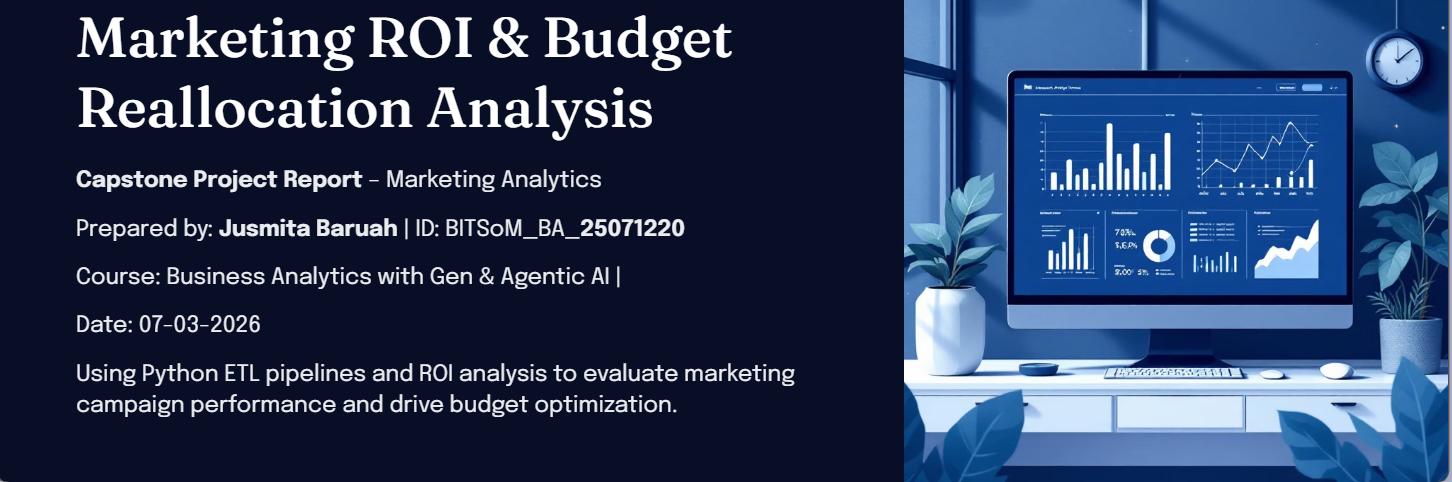 Marketing ROI & Budget
Reallocation Analysis
Capstone Project Report – Marketing Analytics
Prepared by: Jusmita Baruah | ID: BITSoM_BA_25071220
Course: Business Analytics with Gen & Agentic AI |
Date: 07-03-2026
Using Python ETL pipelines and ROI analysis to evaluate marketing
campaign performance and drive budget optimization.